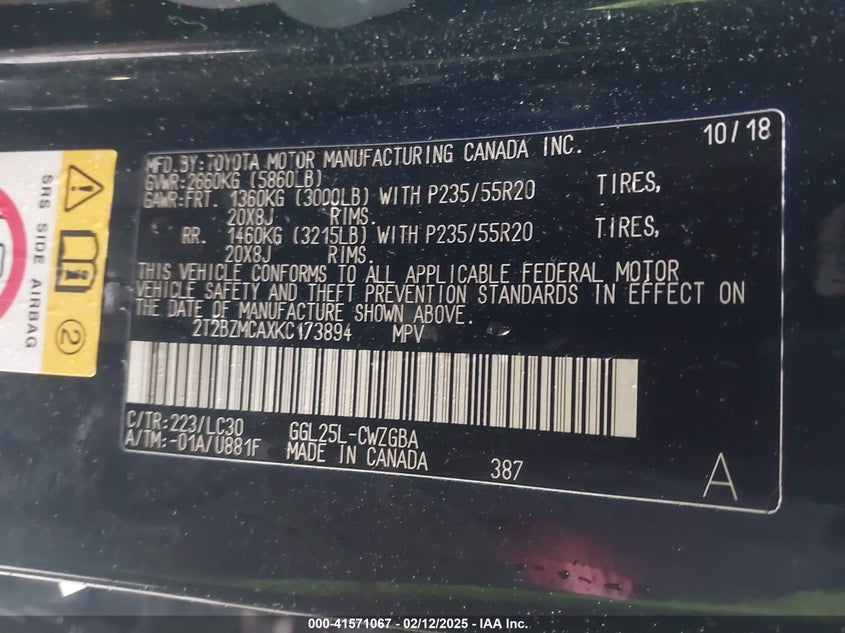 10/18
MFD.BY:TOYOTA MOTOR MANUFACTURING CANADA INC.
GVWR:2660KG (5860LB)
GAWR:FRT. 1360KG (3000LB) WITH P235/55R20 TIRES,
20X8J RIMS.
RR. 1460KG (3215LB) WITH P235/55R20 TIRES,
20X8J RIMS.
THIS VEHICLE CONFORMS TO ALL APPLICABLE FEDERAL MOTOR
VEHICLE SAFETY AND THEFT PREVENTION STANDARDS IN EFFECT ON
THE DATE OF MANUFACTURE SHOWN ABOVE.
2T2BZMCAXKC173894 MPV
C/TR:223/LC30 GGL25L-CWZGBA
A/TM:-01A/U881F MADE IN CANADA 387
A
SRS SIDE AIRBAG
2
000-41571067 - 02/12/2025 - IAA Inc.